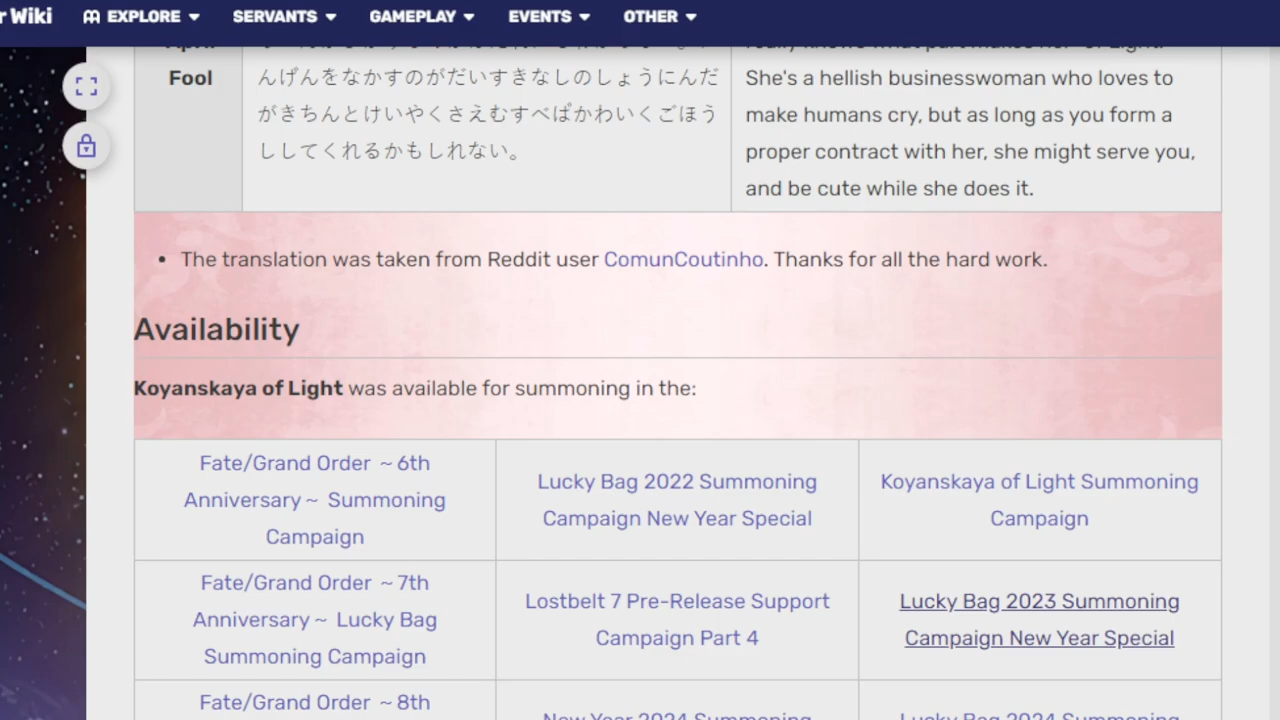 r Wiki EXPLORE SERVANTS GAMEPLAY EVENTS OTHER
Fool
んげんをなかすのがだいすきなしのしょうにんだ
がきちんとけいやくさえむすべばかわいくごほう
ししてくれるかもしれない。
She's a hellish businesswoman who loves to
make humans cry, but as long as you form a
proper contract with her, she might serve you,
and be cute while she does it.
• The translation was taken from Reddit user ComunCoutinho. Thanks for all the hard work.
Availability
Koyanskaya of Light was available for summoning in the:
Fate/Grand Order ~6th
Anniversary~ Summoning
Campaign
Lucky Bag 2022 Summoning
Campaign New Year Special
Koyanskaya of Light Summoning
Campaign
Fate/Grand Order ~7th
Anniversary~ Lucky Bag
Summoning Campaign
Lostbelt 7 Pre-Release Support
Campaign Part 4
Lucky Bag 2023 Summoning
Campaign New Year Special
Fate/Grand Order ~8th
New Year 2024 Summoning
Lucky Bag 2024 Summoning